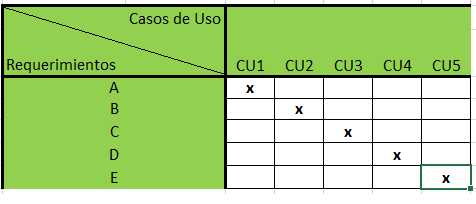 Casos de Uso
Requerimientos CU1 CU2 CU3 CU4 CU5
A x
B x
C x
D x
E x